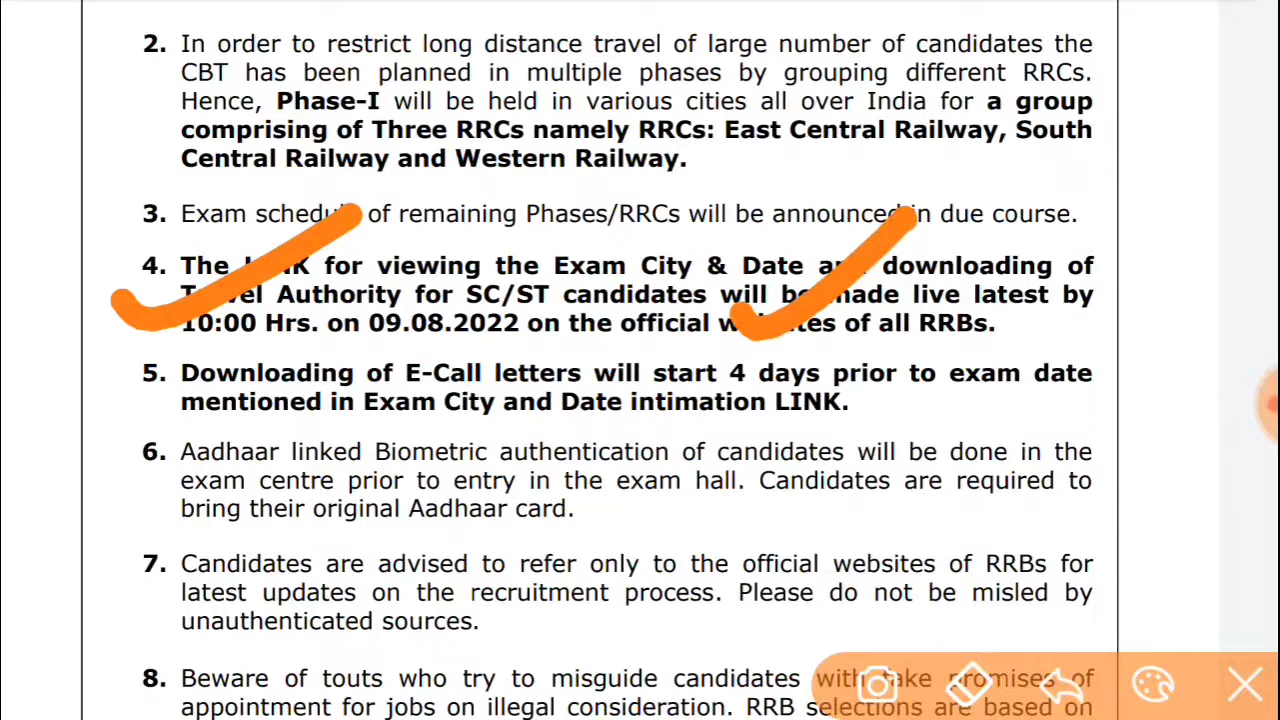 2. In order to restrict long distance travel of large number of candidates the
CBT has been planned in multiple phases by grouping different RRCs.
Hence, Phase-I will be held in various cities all over India for a group
comprising of Three RRCs namely RRCs: East Central Railway, South
Central Railway and Western Railway.
3. Exam schedule of remaining Phases/RRCs will be announced in due course.
4. The LINK for viewing the Exam City & Date and downloading of
Travel Authority for SC/ST candidates will be made live latest by
10:00 Hrs. on 09.08.2022 on the official websites of all RRBs.
5. Downloading of E-Call letters will start 4 days prior to exam date
mentioned in Exam City and Date intimation LINK.
6. Aadhaar linked Biometric authentication of candidates will be done in the
exam centre prior to entry in the exam hall. Candidates are required to
bring their original Aadhaar card.
7. Candidates are advised to refer only to the official websites of RRBs for
latest updates on the recruitment process. Please do not be misled by
unauthenticated sources.
8. Beware of touts who try to misguide candidates with fake promises of
appointment for jobs on illegal consideration. RRB selections are based on